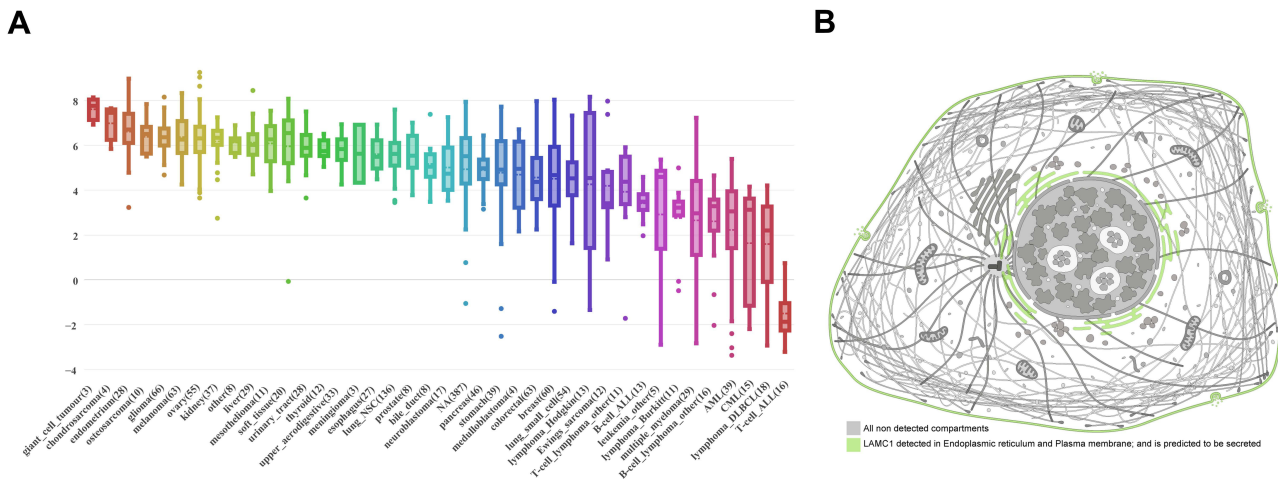 A
B
8
6
4
2
0
−2
−4
giant_cell_tumour(3)
chondrosarcoma(4)
endometrium(28)
osteosarcoma(10)
glioma(66)
melanoma(63)
ovary(55)
kidney(37)
other(8)
liver(29)
mesothelioma(11)
soft_tissue(20)
urinary_tract(28)
thyroid(12)
upper_aerodigestive(33)
meningioma(3)
esophagus(27)
lung_NSC(136)
prostate(8)
bile_duct(8)
neuroblastoma(17)
NA(387)
pancreas(46)
stomach(39)
medulloblastoma(4)
colorectal(63)
breast(60)
lung_small_cell(54)
lymphoma_Hodgkin(13)
Ewings_sarcoma(12)
T-cell_lymphoma_other(11)
B-cell_ALL(13)
leukemia_other(5)
lymphoma_Burkitt(11)
multiple_myeloma(29)
B-cell_lymphoma_other(16)
AML(39)
CML(15)
lymphoma_DLBCL(18)
T-cell_ALL(16)
All non detected compartments
LAMC1 detected in Endoplasmic reticulum and Plasma membrane; and is predicted to be secreted